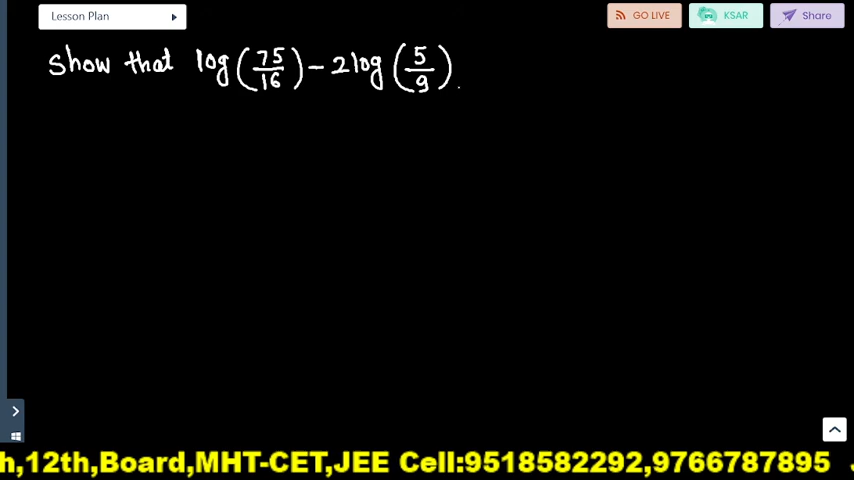 Lesson Plan
GO LIVE
KSAR
Share
Show that log(75/16) - 2log(5/9)
h,12th,Board,MHT-CET,JEE Cell:9518582292,9766787895